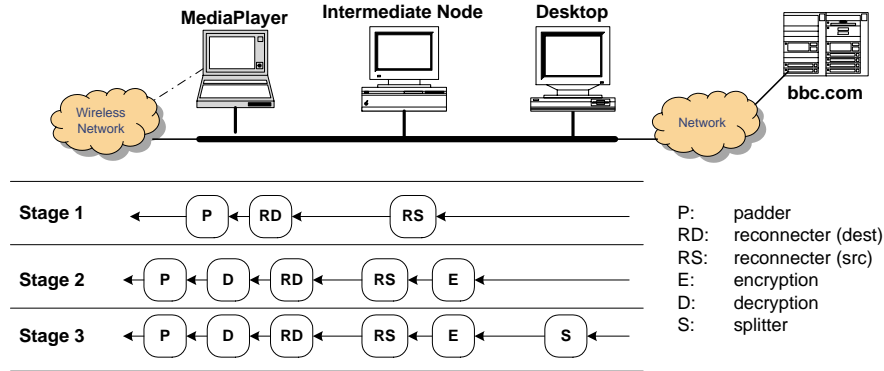 MediaPlayer
Intermediate Node
Desktop
bbc.com
Wireless
Network
Network
Stage 1
P
RD
RS
Stage 2
P
D
RD
RS
E
Stage 3
P
D
RD
RS
E
S
P: padder
RD: reconnecter (dest)
RS: reconnecter (src)
E: encryption
D: decryption
S: splitter